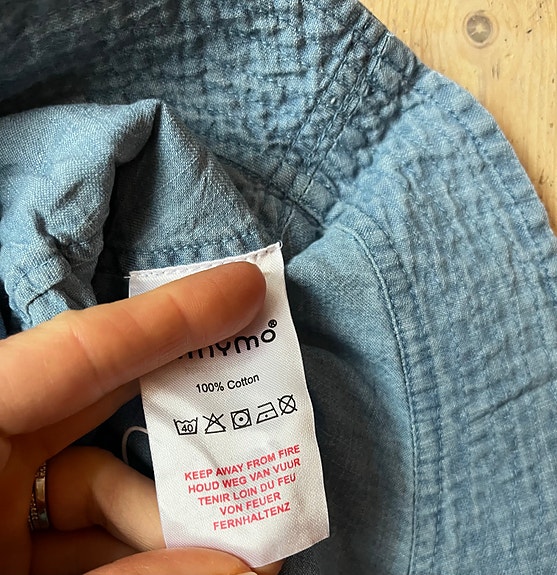 100% Cotton
40
KEEP AWAY FROM FIRE
HOUD WEG VAN VUUR
TENIR LOIN DU FEU
VON FEUER
FERNHALTENZ